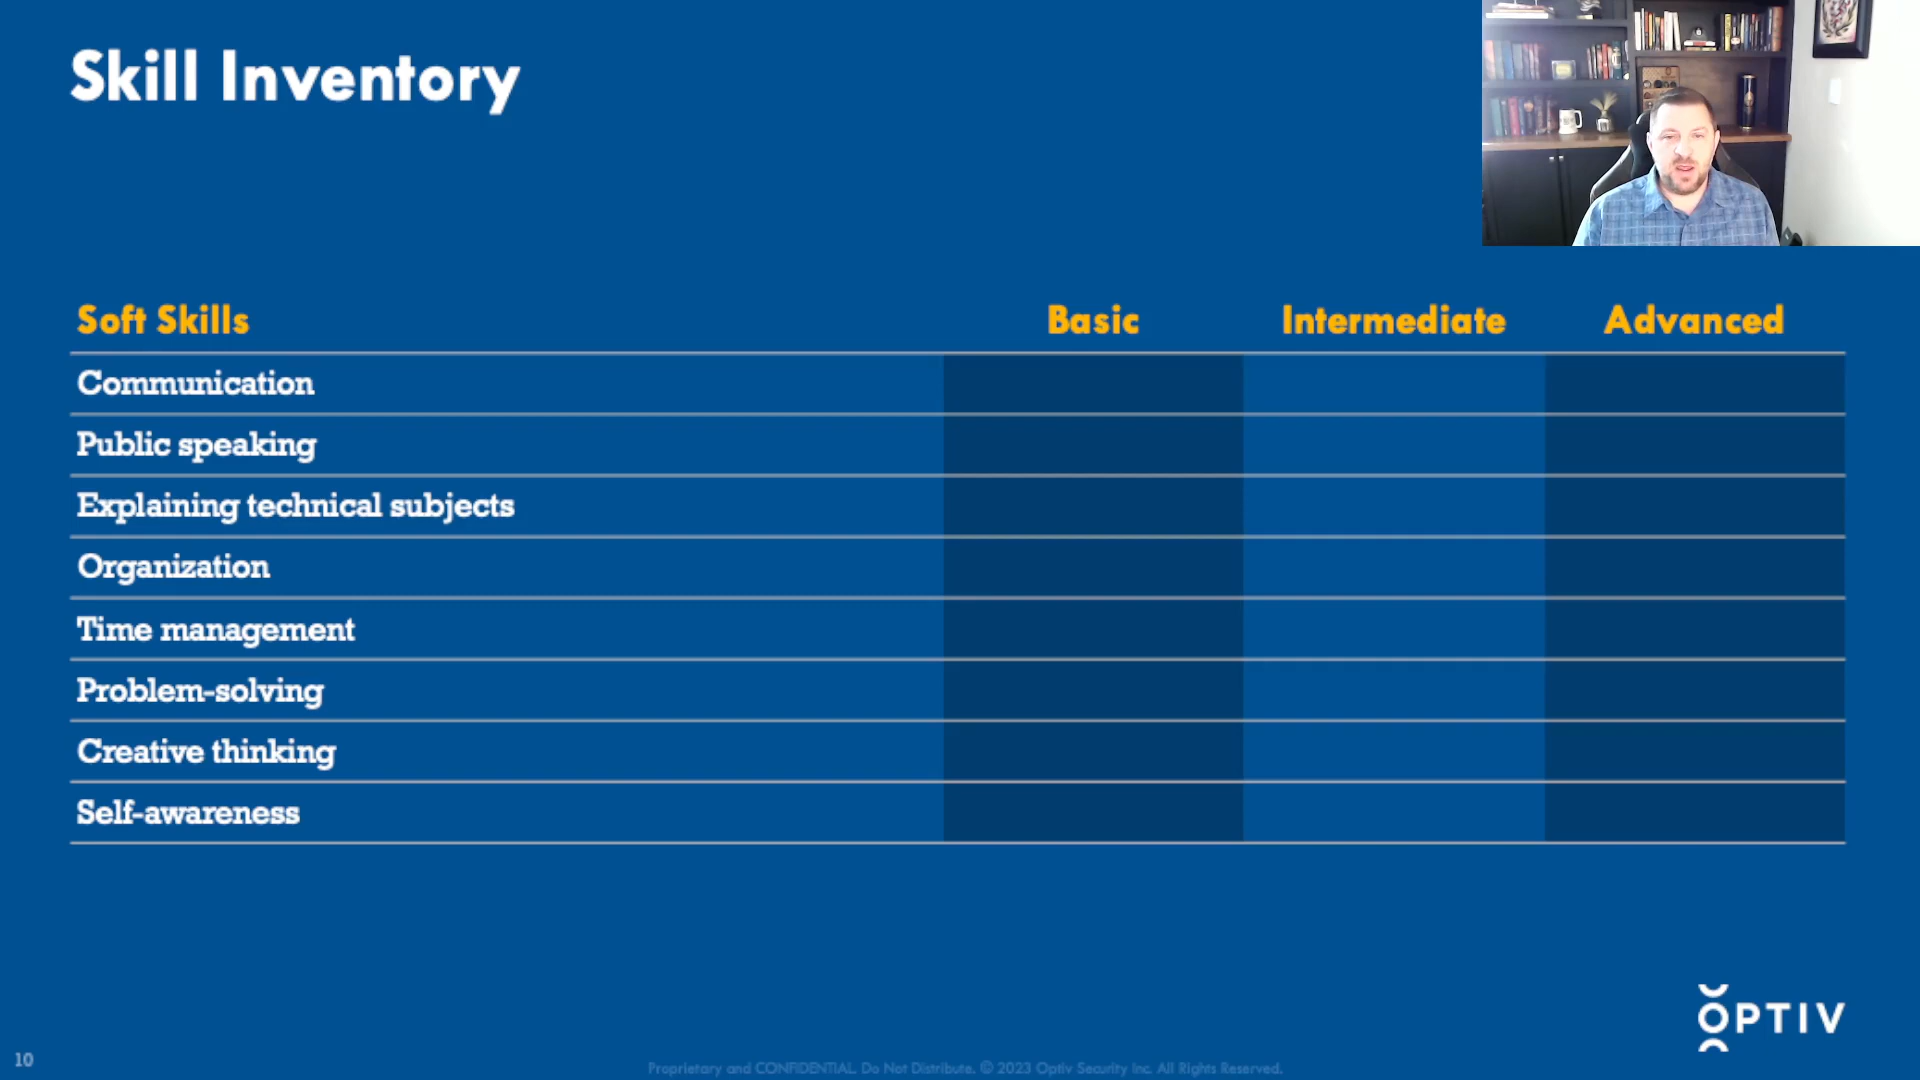 Skill Inventory
Soft Skills Basic Intermediate Advanced
Communication
Public speaking
Explaining technical subjects
Organization
Time management
Problem-solving
Creative thinking
Self-awareness
OPTIV
10
Proprietary and CONFIDENTIAL. Do Not Distribute. © 2023 Optiv Security Inc. All Rights Reserved.